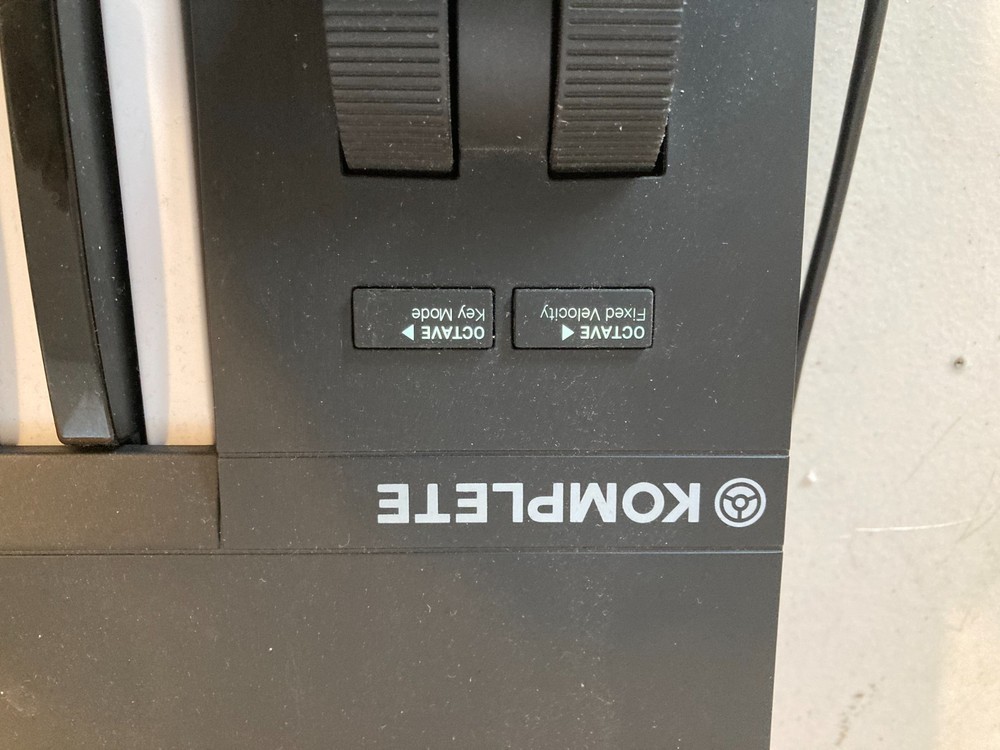 KOMPLETE
OCTAVE
Fixed Velocity
OCTAVE
Key Mode